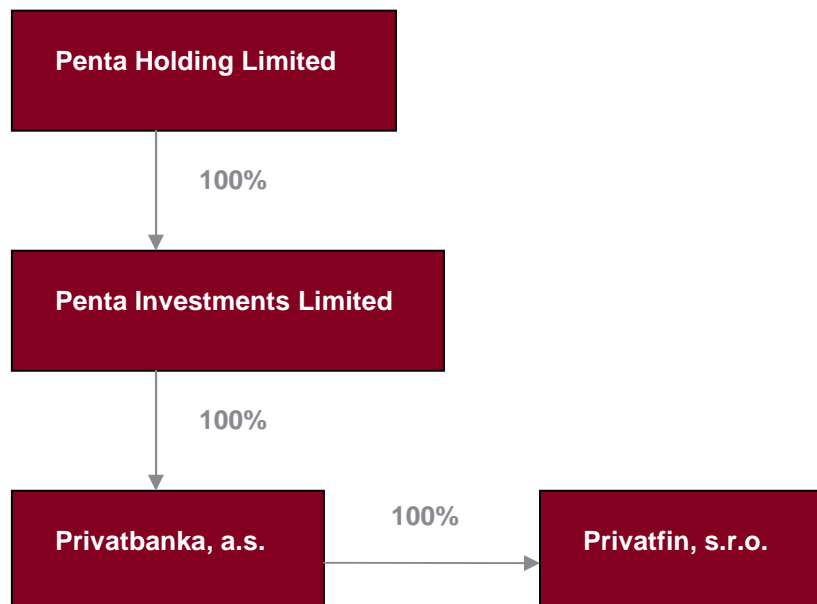 Penta Holding Limited
100%
Penta Investments Limited
100%
Privatbanka, a.s.
100%
Privatfin, s.r.o.